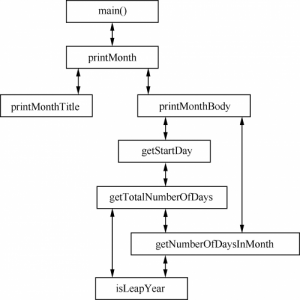 main()
printMonth
printMonthTitle
printMonthBody
getStartDay
getTotalNumberOfDays
getNumberOfDaysInMonth
isLeapYear